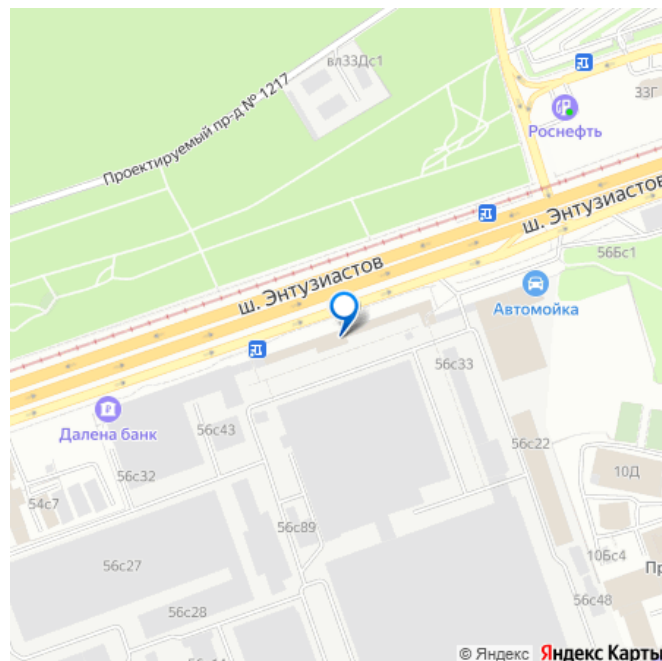 вл33Дс1
33Г
Роснефть
Проектируемый пр-д № 1217
ш. Энтузиастов
ш. Энтузиастов
56Бс1
Автомойка
56с33
Далена банк
56с43
56с22
56с32
54с7
10Д
56с89
56с27
10Бс4
Пр
56с28
56с48
© Яндекс Яндекс Карты